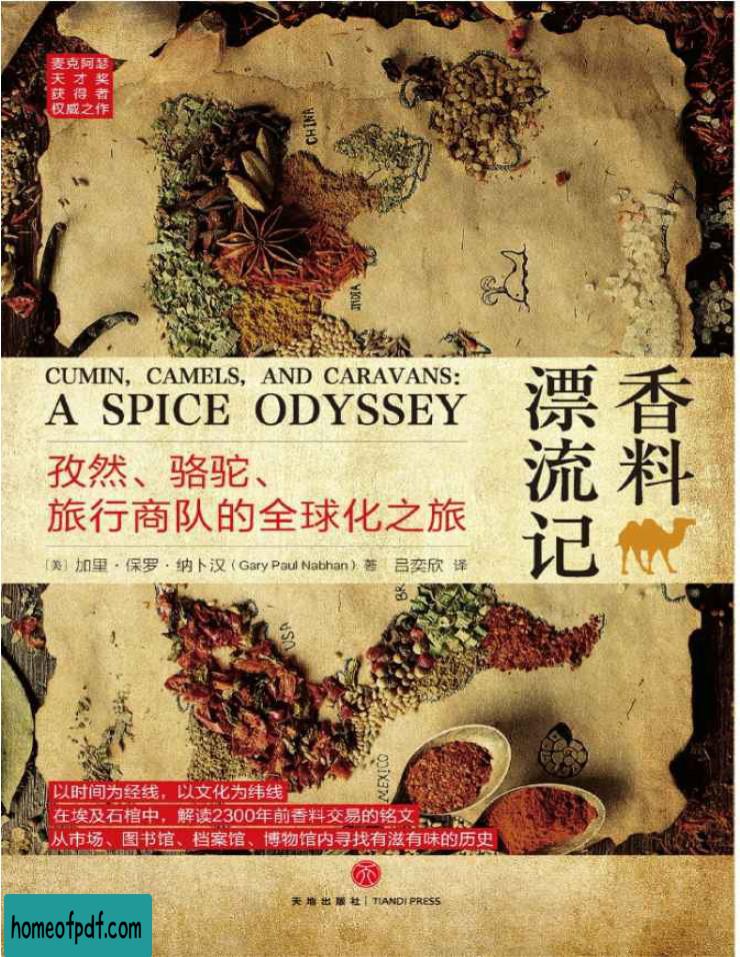 麦克阿瑟
天才奖
获得者
权威之作
CHINA
CUMIN, CAMELS, AND CARAVANS:
A SPICE ODYSSEY
香料
漂流记
孜然、骆驼、
旅行商队的全球化之旅
[美] 加里·保罗·纳卜汉（Gary Paul Nabhan）著 吕奕欣 译
USA
MEXICO
以时间为经线，以文化为纬线
在埃及石棺中，解读2300年前香料交易的铭文
从市场、图书馆、档案馆、博物馆内寻找有滋有味的历史
天地出版社 | TIANDI PRESS
homeofpdf.com